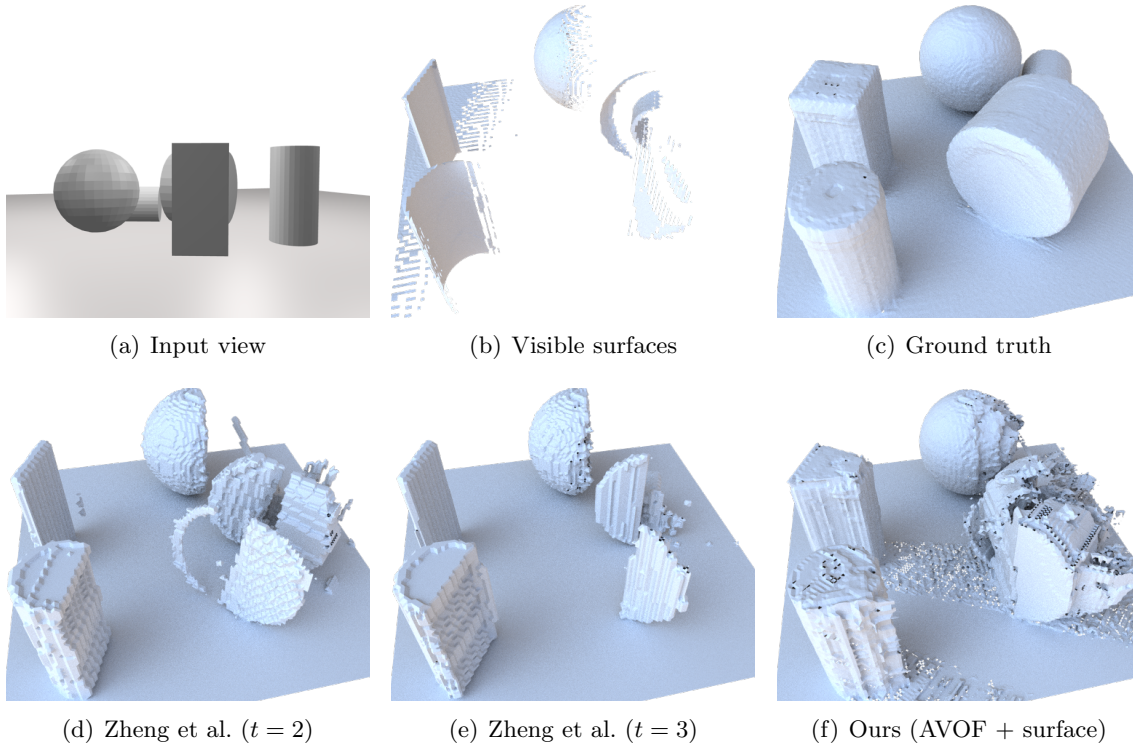 (a) Input view
(b) Visible surfaces
(c) Ground truth
(d) Zheng et al. (t = 2)
(e) Zheng et al. (t = 3)
(f) Ours (AVOF + surface)